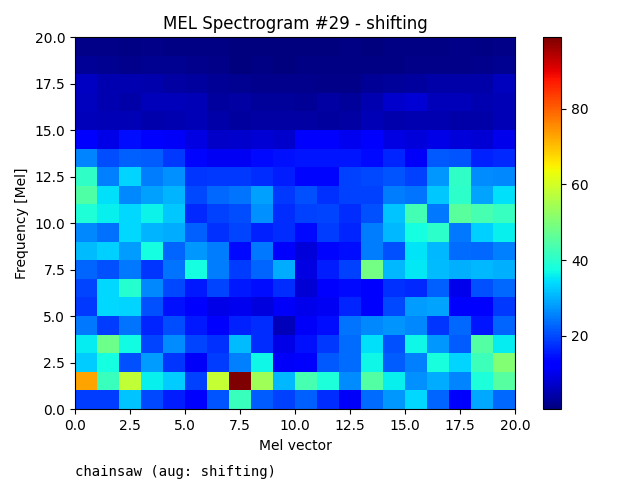 MEL Spectrogram #29 - shifting
20.0
17.5
15.0
12.5
10.0
7.5
5.0
2.5
0.0
Frequency [Mel]
0.0 2.5 5.0 7.5 10.0 12.5 15.0 17.5 20.0
Mel vector
80
60
40
20
chainsaw (aug: shifting)